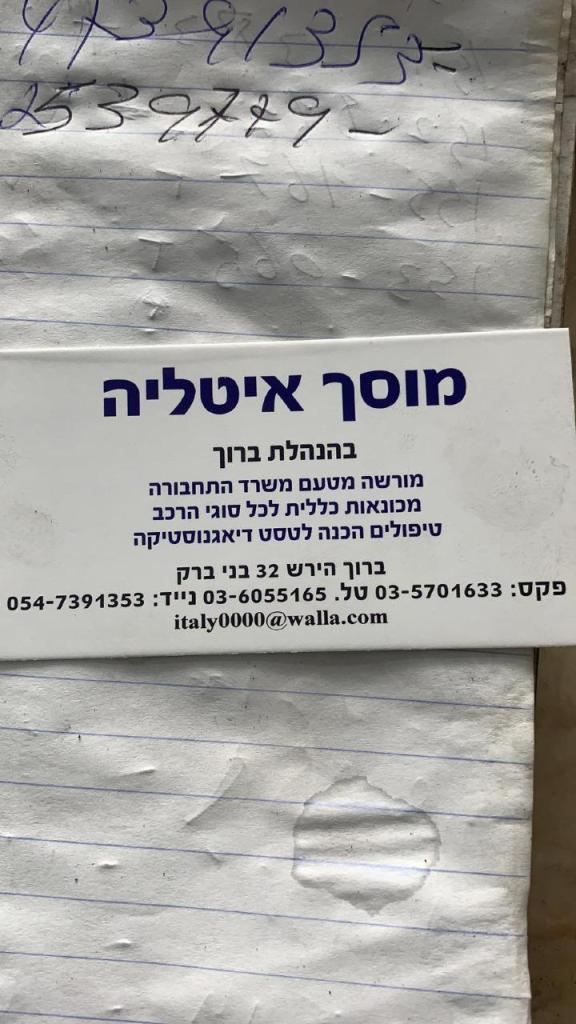 2539779-
מוסך איטליה
בהנהלת ברוך
מורשה מטעם משרד התחבורה
מכונאות כללית לכל סוגי הרכב
טיפולים הכנה לטסט דיאגנוסטיקה
ברוך הירש 32 בני ברק
פקס: 03-5701633 טל. 03-6055165 נייד: 054-7391353
italy0000@walla.com